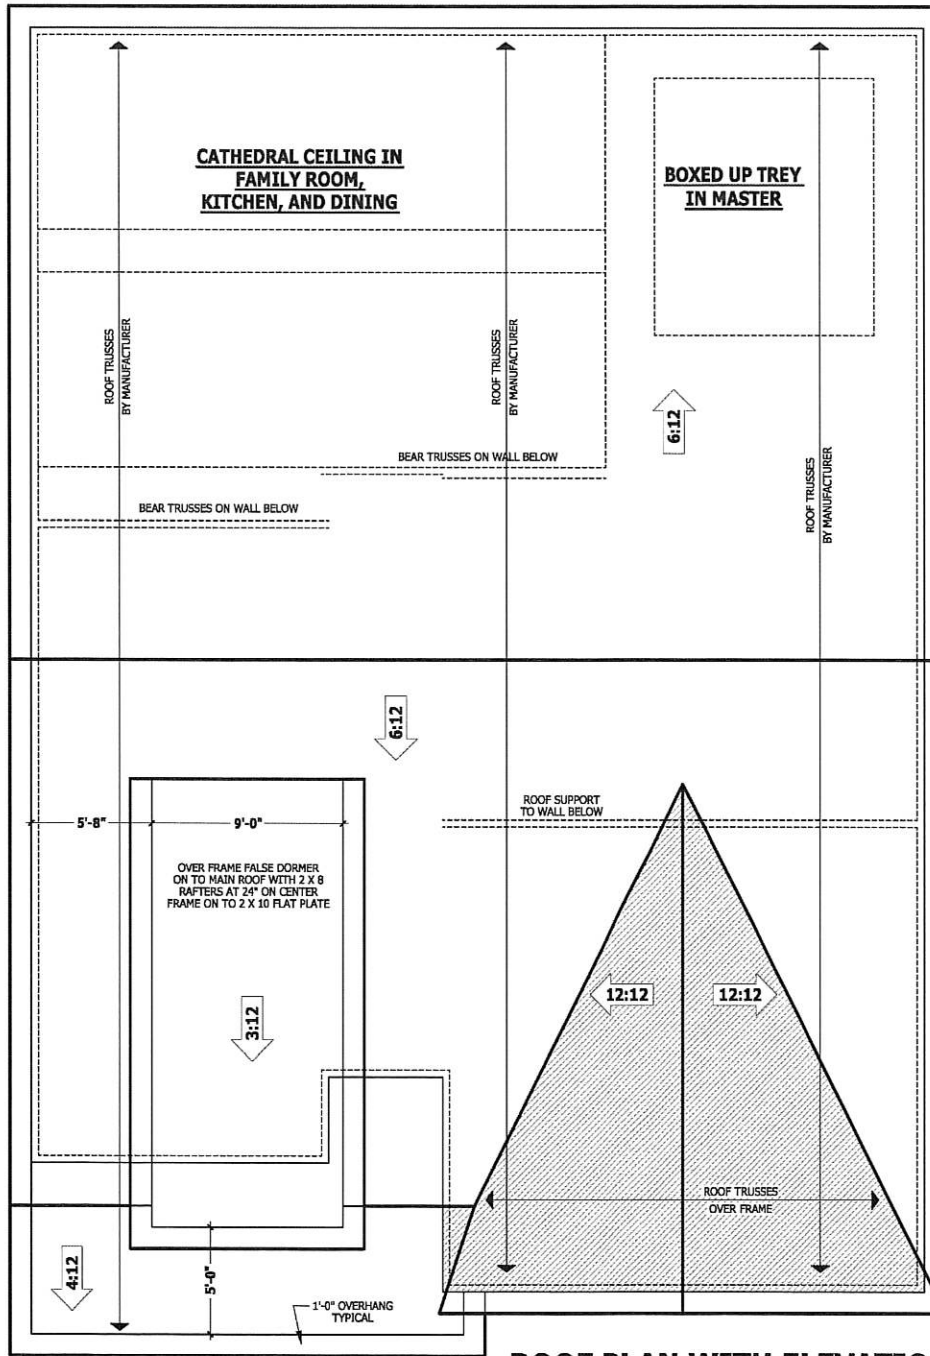 CATHEDRAL CEILING IN
FAMILY ROOM,
KITCHEN, AND DINING
BOXED UP TREY
IN MASTER
ROOF TRUSSES
BY MANUFACTURER
ROOF TRUSSES
BY MANUFACTURER
6:12
ROOF TRUSSES
BY MANUFACTURER
BEAR TRUSSES ON WALL BELOW
BEAR TRUSSES ON WALL BELOW
6:12
5'-8"
9'-0"
ROOF SUPPORT
TO WALL BELOW
OVER FRAME FALSE DORMER
ON TO MAIN ROOF WITH 2 X 8
RAFTERS AT 24" ON CENTER
FRAME ON TO 2 X 10 FLAT PLATE
12:12
12:12
3:12
ROOF TRUSSES
OVER FRAME
4:12
5'-0"
1'-0" OVERHANG
TYPICAL